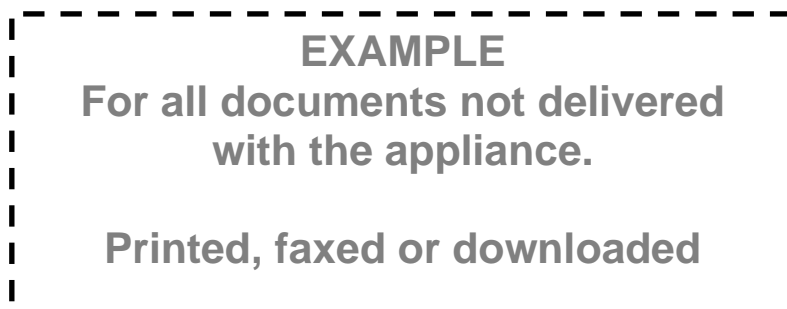 EXAMPLE
For all documents not delivered
with the appliance.
Printed, faxed or downloaded